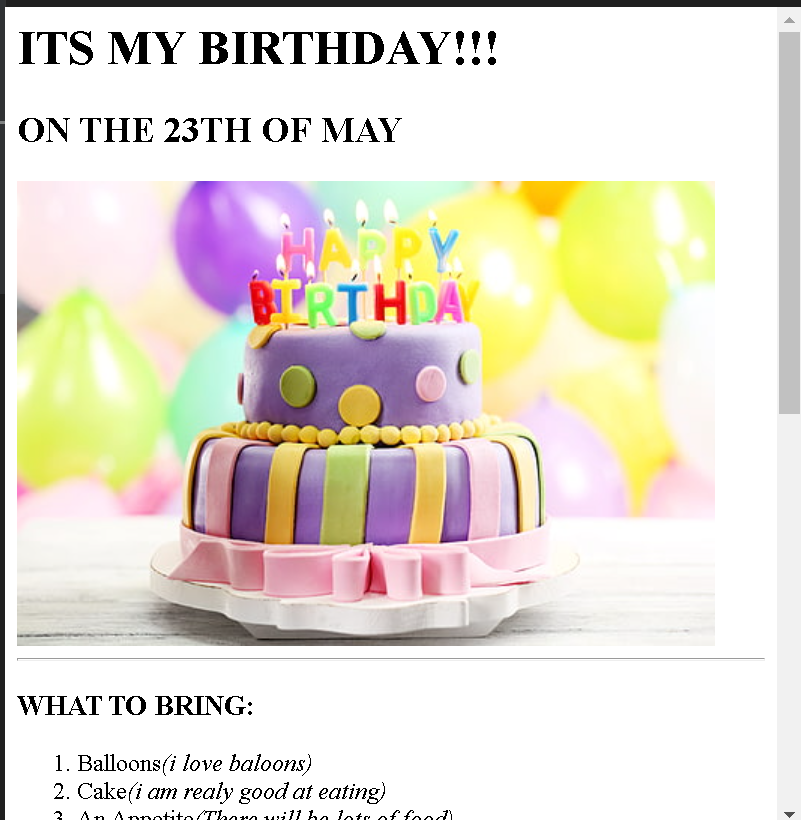 ITS MY BIRTHDAY!!!
ON THE 23TH OF MAY
HAPPY
BIRTHDAY
WHAT TO BRING:
1. Balloons(i love baloons)
2. Cake(i am realy good at eating)
3. An Appetite(There will be lots of food)